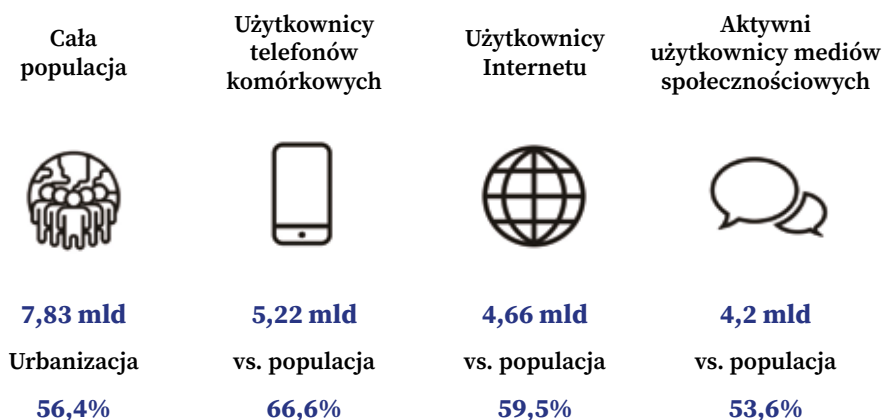 Cała
populacja
Użytkownicy
telefonów
komórkowych
Użytkownicy
Internetu
Aktywni
użytkownicy mediów
społecznościowych
7,83 mld
5,22 mld
4,66 mld
4,2 mld
Urbanizacja
vs. populacja
vs. populacja
vs. populacja
56,4%
66,6%
59,5%
53,6%